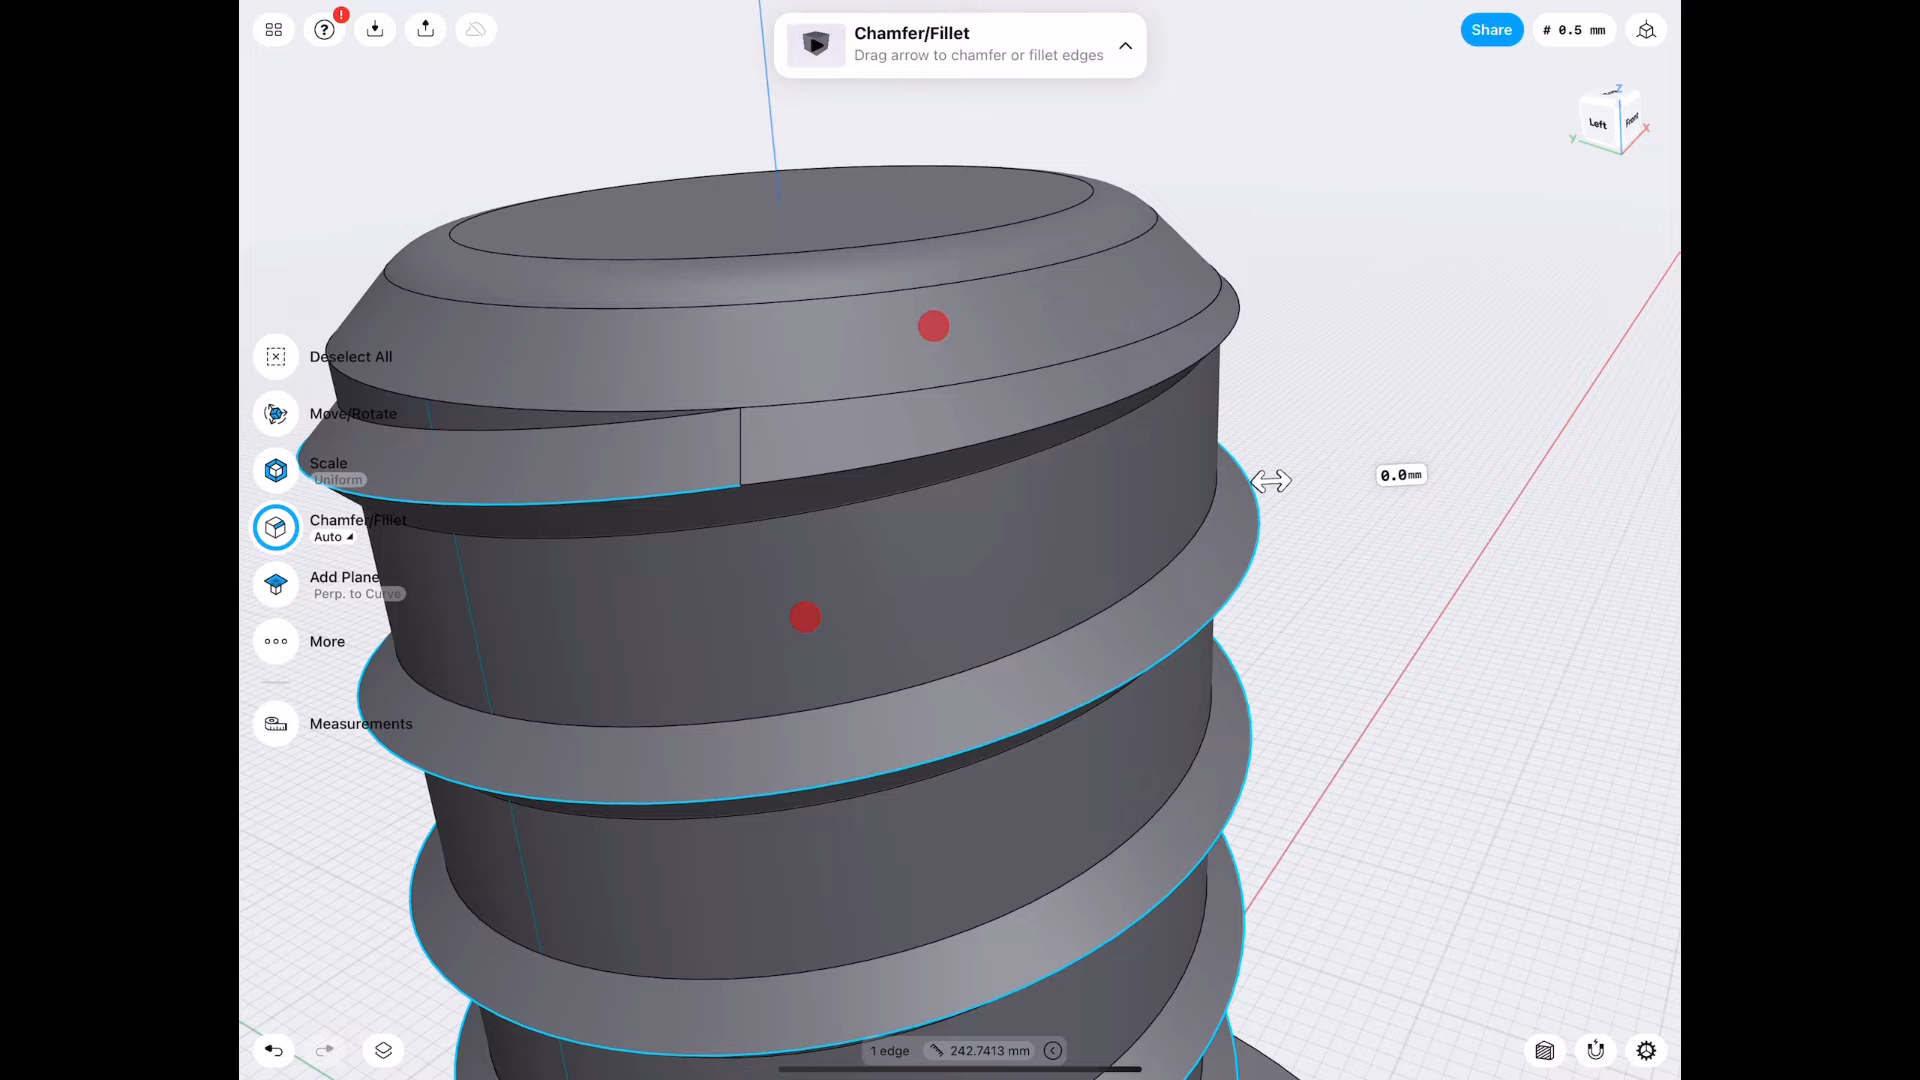 Chamfer/Fillet
Drag arrow to chamfer or fillet edges
Share
# 0.5 mm
Z
Left
Front
X
Y
Deselect All
Move/Rotate
Scale
Uniform
0.0mm
Chamfer/Fillet
Auto
Add Plane
Perp. to Curve
More
Measurements
1 edge
242.7413 mm